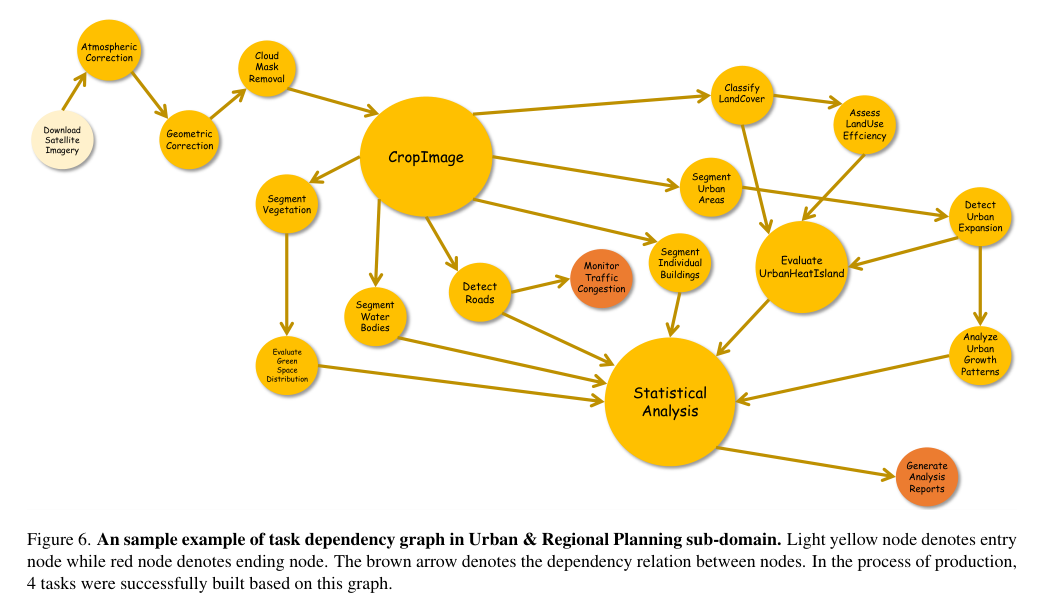 Atmospheric
Correction
Cloud
Mask
Removal
Download
Satellite
Imagery
Geometric
Correction
CropImage
Classify
LandCover
Assess
LandUse
Effciency
Segment
Vegetation
Segment
Urban
Areas
Detect
Urban
Expansion
Segment
Water
Bodies
Detect
Roads
Monitor
Traffic
Congestion
Segment
Individual
Buildings
Evaluate
UrbanHeatIsland
Evaluate
Green
Space
Distribution
Statistical
Analysis
Analyze
Urban
Growth
Patterns
Generate
Analysis
Reports
Figure 6. An sample example of task dependency graph in Urban & Regional Planning sub-domain. Light yellow node denotes entry
node while red node denotes ending node. The brown arrow denotes the dependency relation between nodes. In the process of production,
4 tasks were successfully built based on this graph.